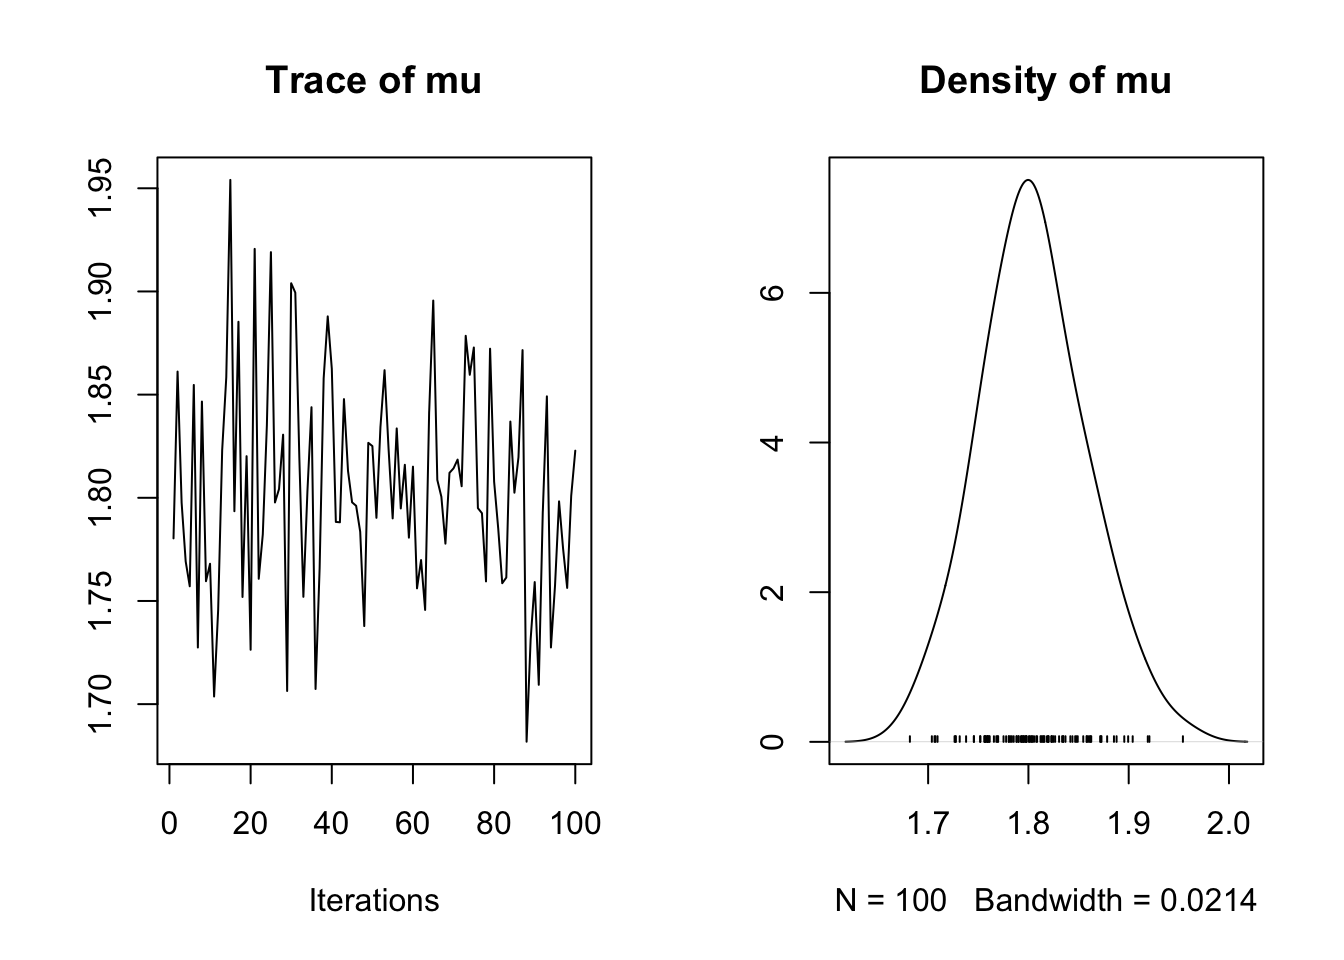 Trace of mu
1.95
1.90
1.85
1.80
1.75
1.70
0 20 40 60 80 100
Iterations
Density of mu
6
4
2
0
1.7 1.8 1.9 2.0
N = 100 Bandwidth = 0.0214